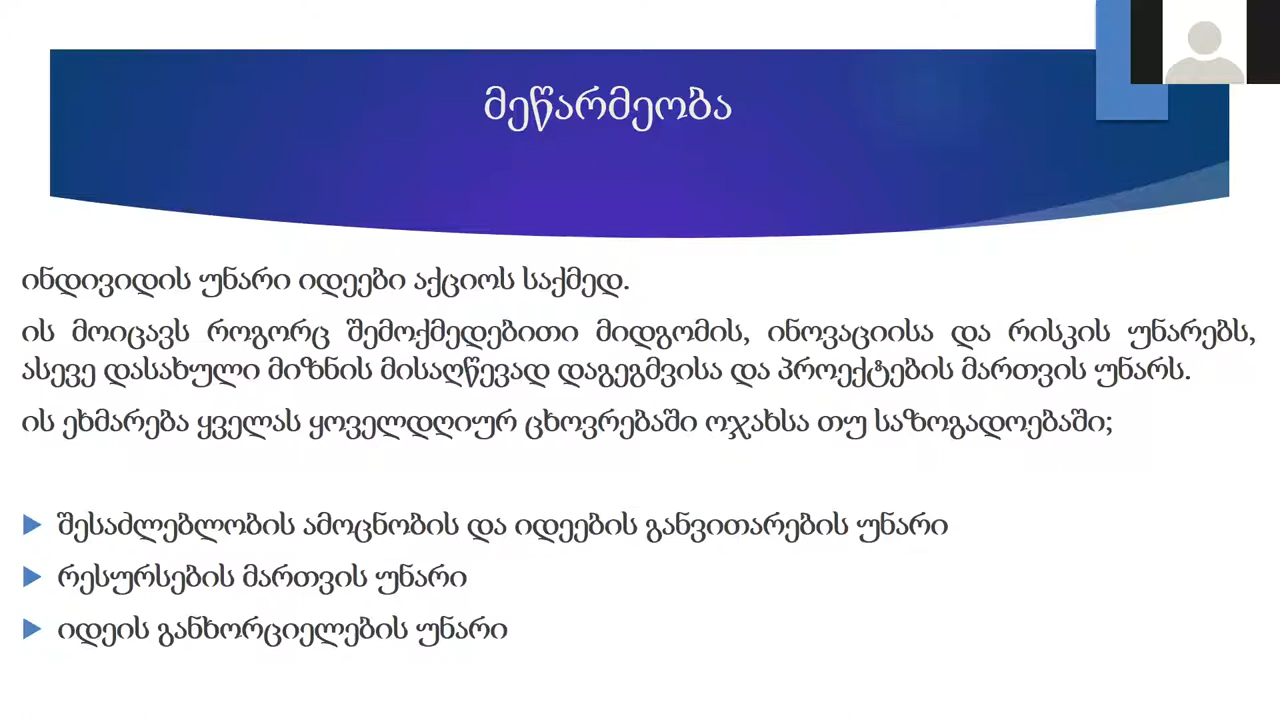 მეწარმეობა
ინდივიდის უნარი იდეები აქციოს საქმედ.
ის მოიცავს როგორც შემოქმედებითი მიდგომის, ინოვაციისა და რისკის უნარებს,
ასევე დასახული მიზნის მისაღწევად დაგეგმვისა და პროექტების მართვის უნარს.
ის ეხმარება ყველას ყოველდღიურ ცხოვრებაში ოჯახსა თუ საზოგადოებაში;
შესაძლებლობის ამოცნობის და იდეების განვითარების უნარი
რესურსების მართვის უნარი
იდეის განხორციელების უნარი